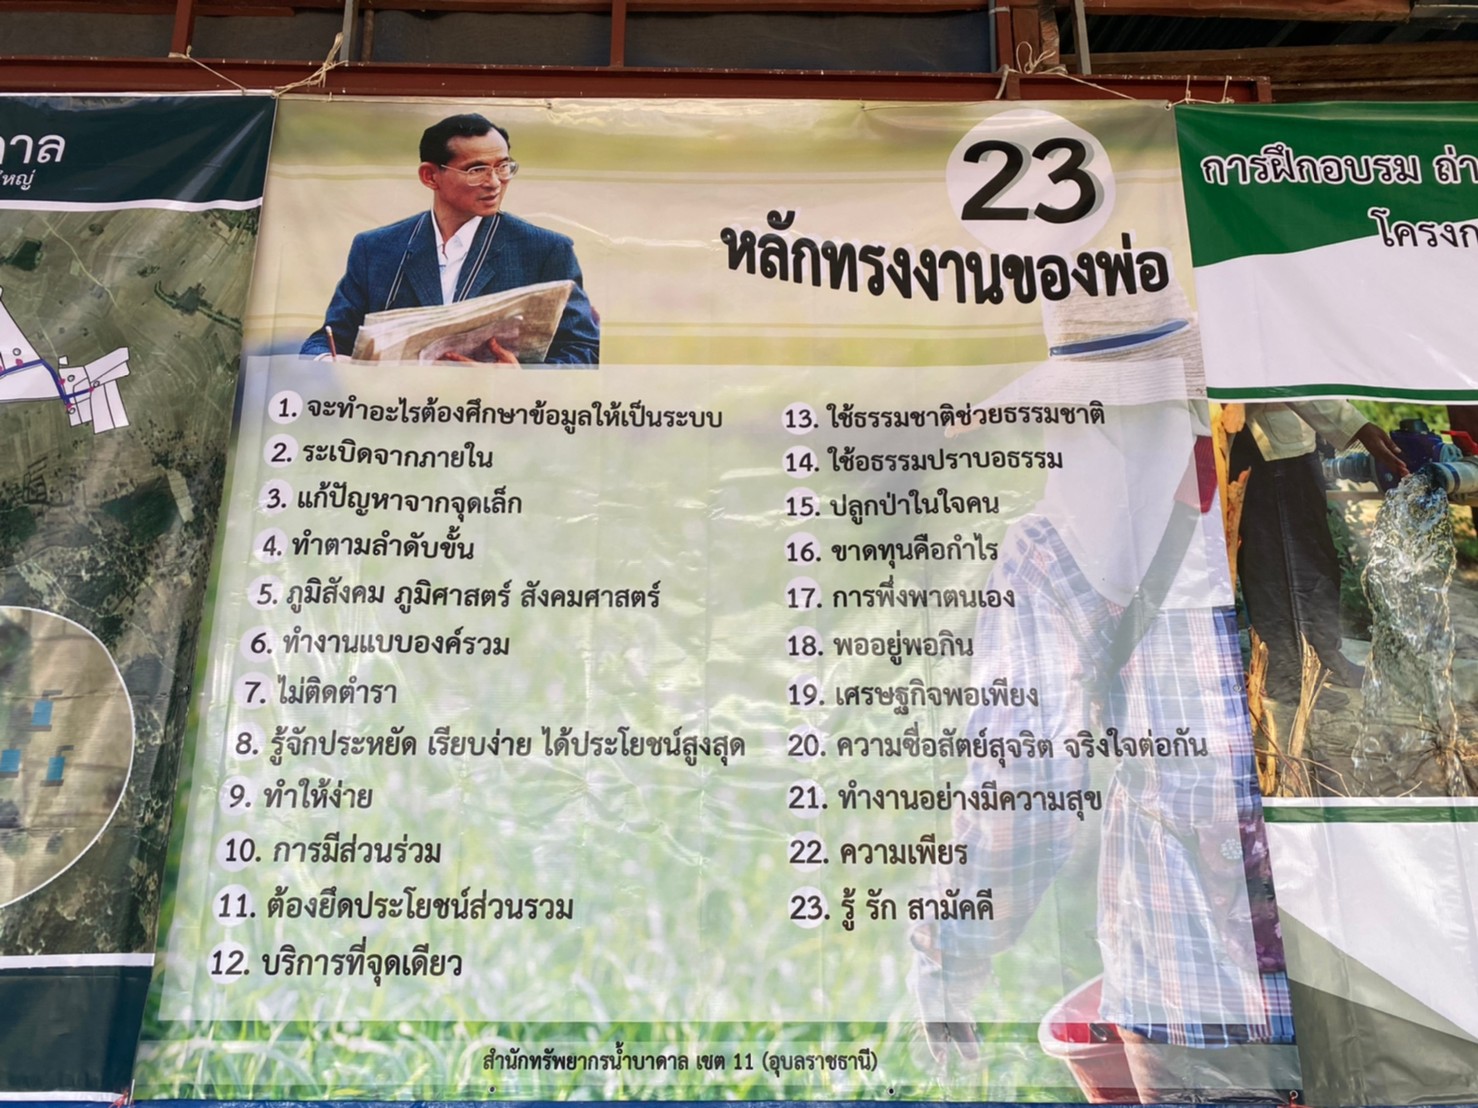 าาล
ใหญ่
23
หลักทรงงานของพ่อ
1. จะทำอะไรต้องศึกษาข้อมูลให้เป็นระบบ
2. ระเบิดจากภายใน
3. แก้ปัญหาจากจุดเล็ก
4. ทำตามลำดับขั้น
5. ภูมิสังคม ภูมิศาสตร์ สังคมศาสตร์
6. ทำงานแบบองค์รวม
7. ไม่ติดตำรา
8. รู้จักประหยัด เรียบง่าย ได้ประโยชน์สูงสุด
9. ทำให้ง่าย
10. การมีส่วนร่วม
11. ต้องยึดประโยชน์ส่วนรวม
12. บริการที่จุดเดียว
13. ใช้ธรรมชาติช่วยธรรมชาติ
14. ใช้อธรรมปราบอธรรม
15. ปลูกป่าในใจคน
16. ขาดทุนคือกำไร
17. การพึ่งพาตนเอง
18. พออยู่พอกิน
19. เศรษฐกิจพอเพียง
20. ความซื่อสัตย์สุจริต จริงใจต่อกัน
21. ทำงานอย่างมีความสุข
22. ความเพียร
23. รู้ รัก สามัคคี
สำนักทรัพยากรน้ำบาดาล เขต 11 (อุบลราชธานี)
การฝึกอบรม ถ่า
โครงก